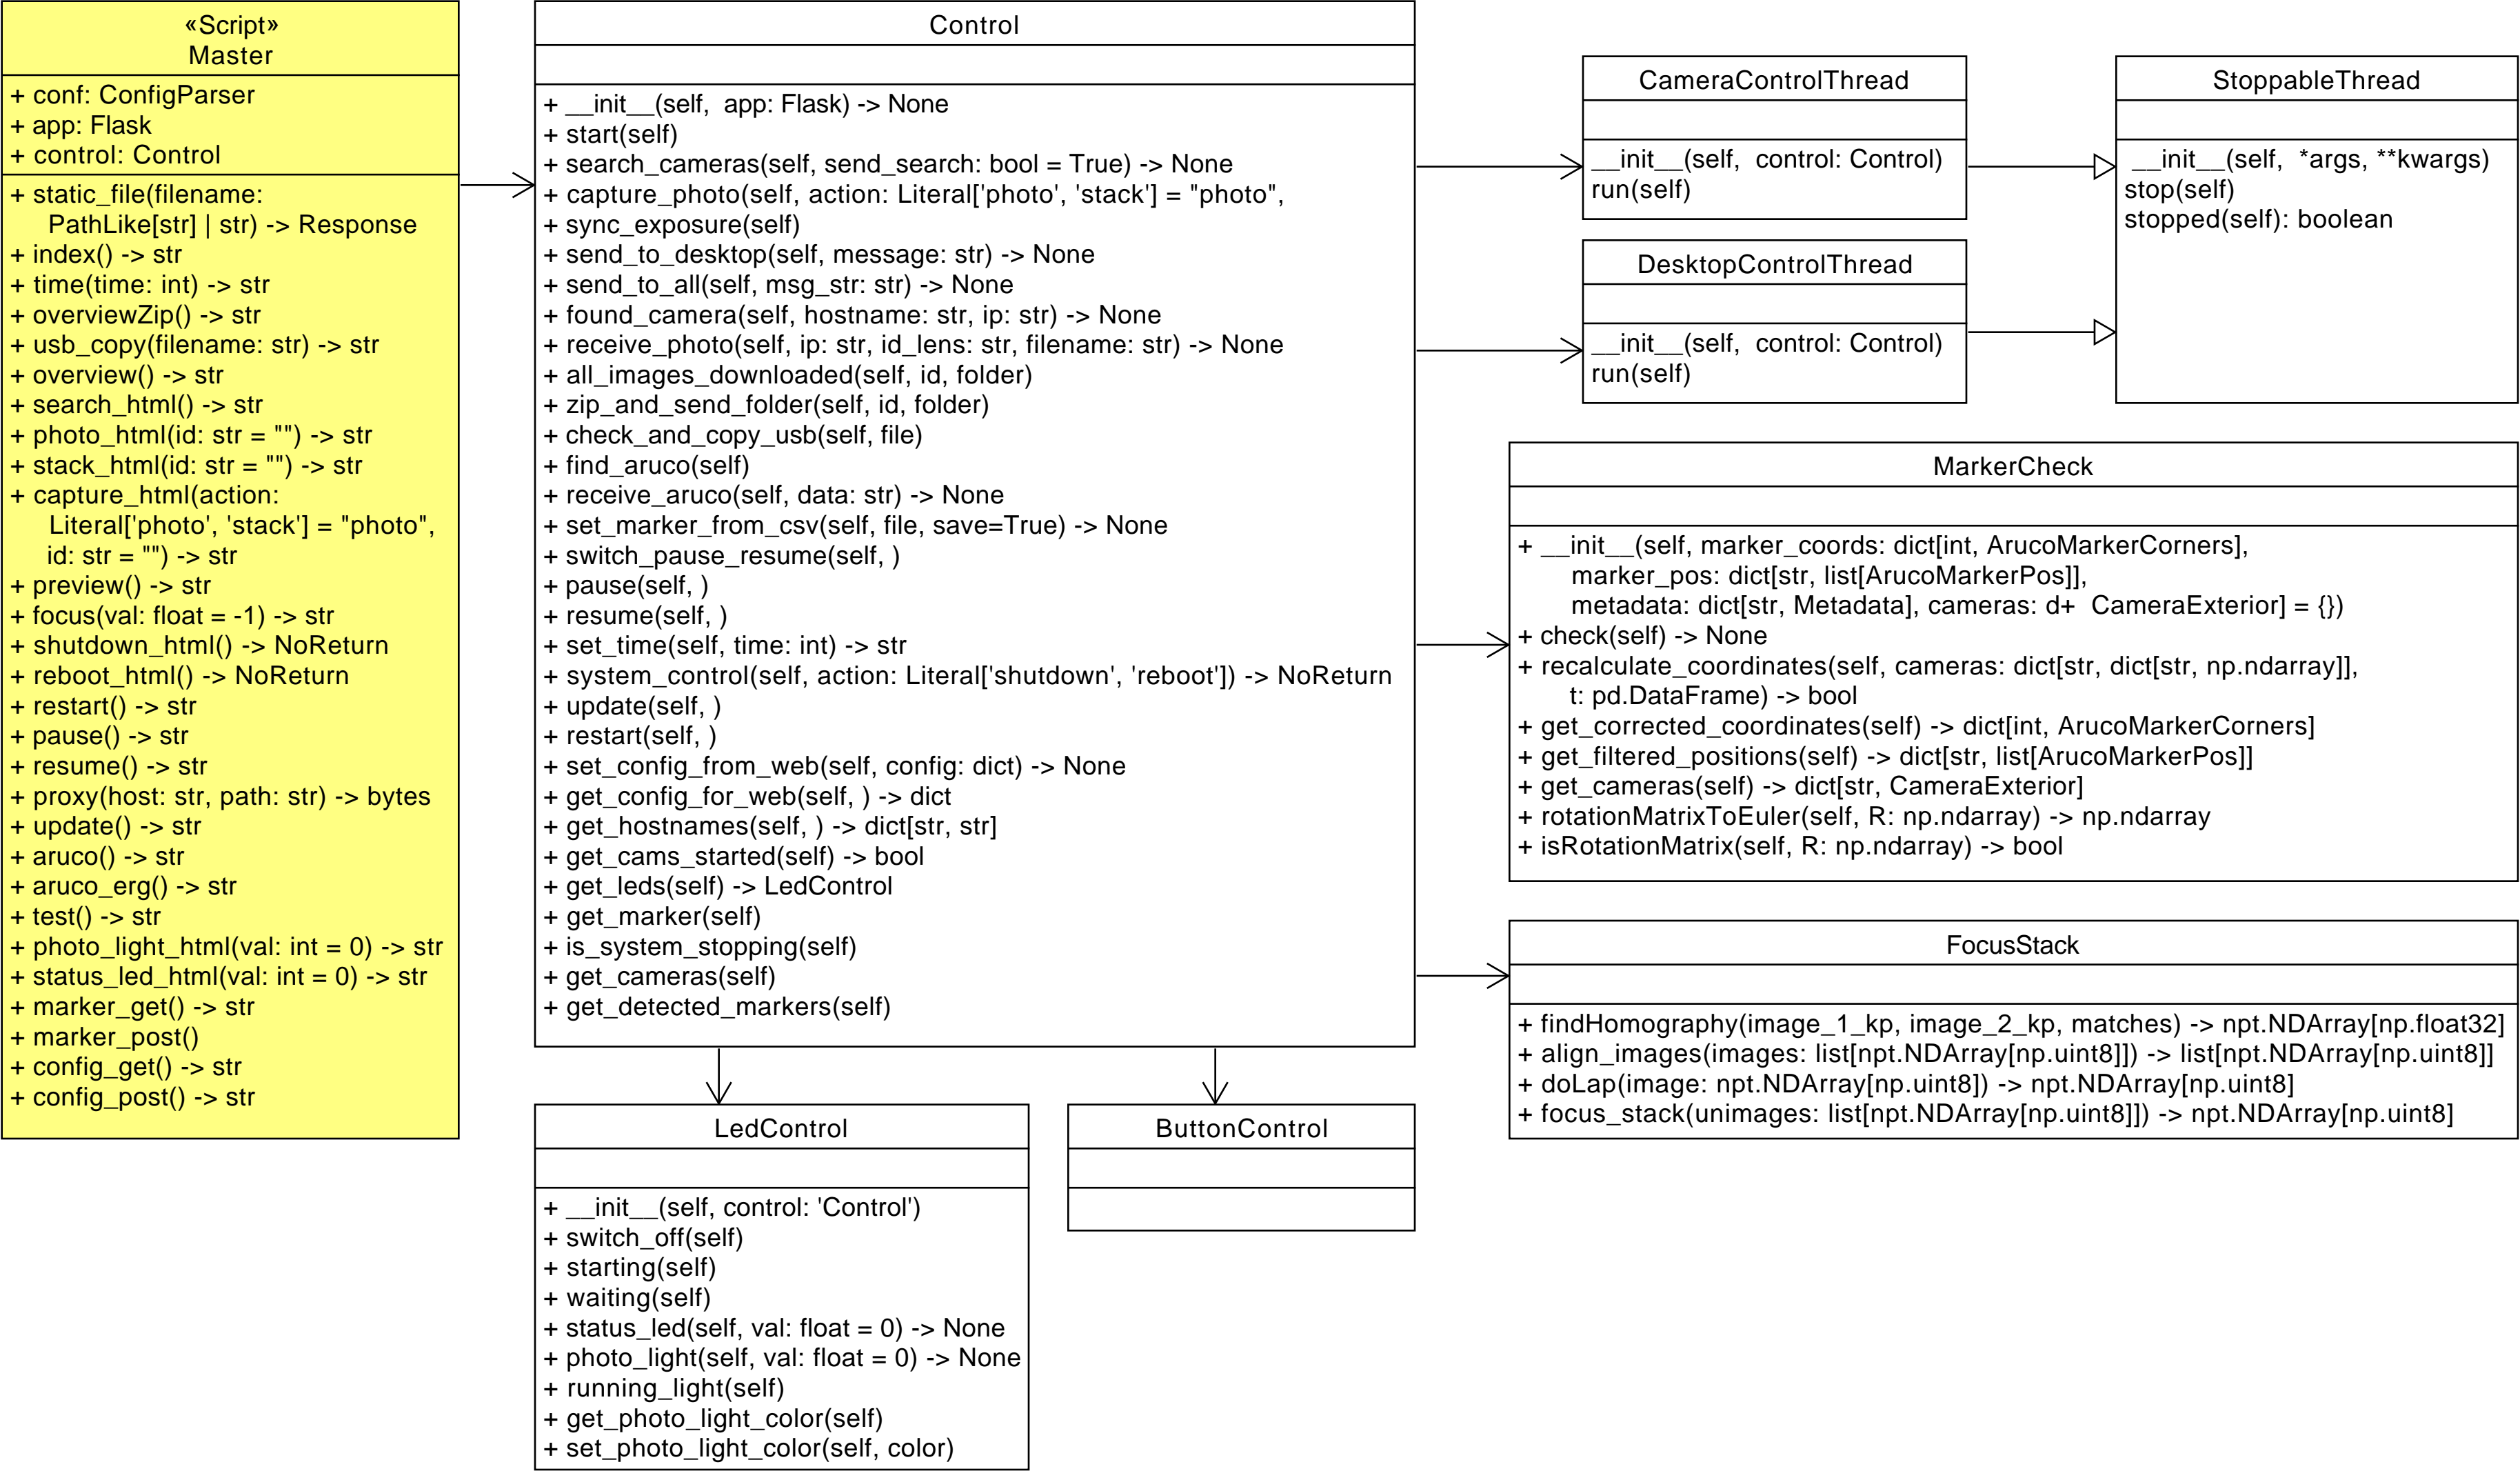 «Script»
Master
+ conf: ConfigParser
+ app: Flask
+ control: Control
+ static_file(filename:
PathLike[str] | str) -> Response
+ index() -> str
+ time(time: int) -> str
+ overviewZip() -> str
+ usb_copy(filename: str) -> str
+ overview() -> str
+ search_html() -> str
+ photo_html(id: str = "") -> str
+ stack_html(id: str = "") -> str
+ capture_html(action:
Literal['photo', 'stack'] = "photo",
id: str = "") -> str
+ preview() -> str
+ focus(val: float = -1) -> str
+ shutdown_html() -> NoReturn
+ reboot_html() -> NoReturn
+ restart() -> str
+ pause() -> str
+ resume() -> str
+ proxy(host: str, path: str) -> bytes
+ update() -> str
+ aruco() -> str
+ aruco_erg() -> str
+ test() -> str
+ photo_light_html(val: int = 0) -> str
+ status_led_html(val: int = 0) -> str
+ marker_get() -> str
+ marker_post()
+ config_get() -> str
+ config_post() -> str
Control
+ __init__(self, app: Flask) -> None
+ start(self)
+ search_cameras(self, send_search: bool = True) -> None
+ capture_photo(self, action: Literal['photo', 'stack'] = "photo",
+ sync_exposure(self)
+ send_to_desktop(self, message: str) -> None
+ send_to_all(self, msg_str: str) -> None
+ found_camera(self, hostname: str, ip: str) -> None
+ receive_photo(self, ip: str, id_lens: str, filename: str) -> None
+ all_images_downloaded(self, id, folder)
+ zip_and_send_folder(self, id, folder)
+ check_and_copy_usb(self, file)
+ find_aruco(self)
+ receive_aruco(self, data: str) -> None
+ set_marker_from_csv(self, file, save=True) -> None
+ switch_pause_resume(self, )
+ pause(self, )
+ resume(self, )
+ set_time(self, time: int) -> str
+ system_control(self, action: Literal['shutdown', 'reboot']) -> NoReturn
+ update(self, )
+ restart(self, )
+ set_config_from_web(self, config: dict) -> None
+ get_config_for_web(self, ) -> dict
+ get_hostnames(self, ) -> dict[str, str]
+ get_cams_started(self) -> bool
+ get_leds(self) -> LedControl
+ get_marker(self)
+ is_system_stopping(self)
+ get_cameras(self)
+ get_detected_markers(self)
CameraControlThread
__init__(self, control: Control)
run(self)
StoppableThread
__init__(self, *args, **kwargs)
stop(self)
stopped(self): boolean
DesktopControlThread
__init__(self, control: Control)
run(self)
MarkerCheck
+ __init__(self, marker_coords: dict[int, ArucoMarkerCorners],
marker_pos: dict[str, list[ArucoMarkerPos]],
metadata: dict[str, Metadata], cameras: d+ CameraExterior] = {})
+ check(self) -> None
+ recalculate_coordinates(self, cameras: dict[str, dict[str, np.ndarray]],
t: pd.DataFrame) -> bool
+ get_corrected_coordinates(self) -> dict[int, ArucoMarkerCorners]
+ get_filtered_positions(self) -> dict[str, list[ArucoMarkerPos]]
+ get_cameras(self) -> dict[str, CameraExterior]
+ rotationMatrixToEuler(self, R: np.ndarray) -> np.ndarray
+ isRotationMatrix(self, R: np.ndarray) -> bool
FocusStack
+ findHomography(image_1_kp, image_2_kp, matches) -> npt.NDArray[np.float32]
+ align_images(images: list[npt.NDArray[np.uint8]]) -> list[npt.NDArray[np.uint8]]
+ doLap(image: npt.NDArray[np.uint8]) -> npt.NDArray[np.uint8]
+ focus_stack(unimages: list[npt.NDArray[np.uint8]]) -> npt.NDArray[np.uint8]
LedControl
+ __init__(self, control: 'Control')
+ switch_off(self)
+ starting(self)
+ waiting(self)
+ status_led(self, val: float = 0) -> None
+ photo_light(self, val: float = 0) -> None
+ running_light(self)
+ get_photo_light_color(self)
+ set_photo_light_color(self, color)
ButtonControl